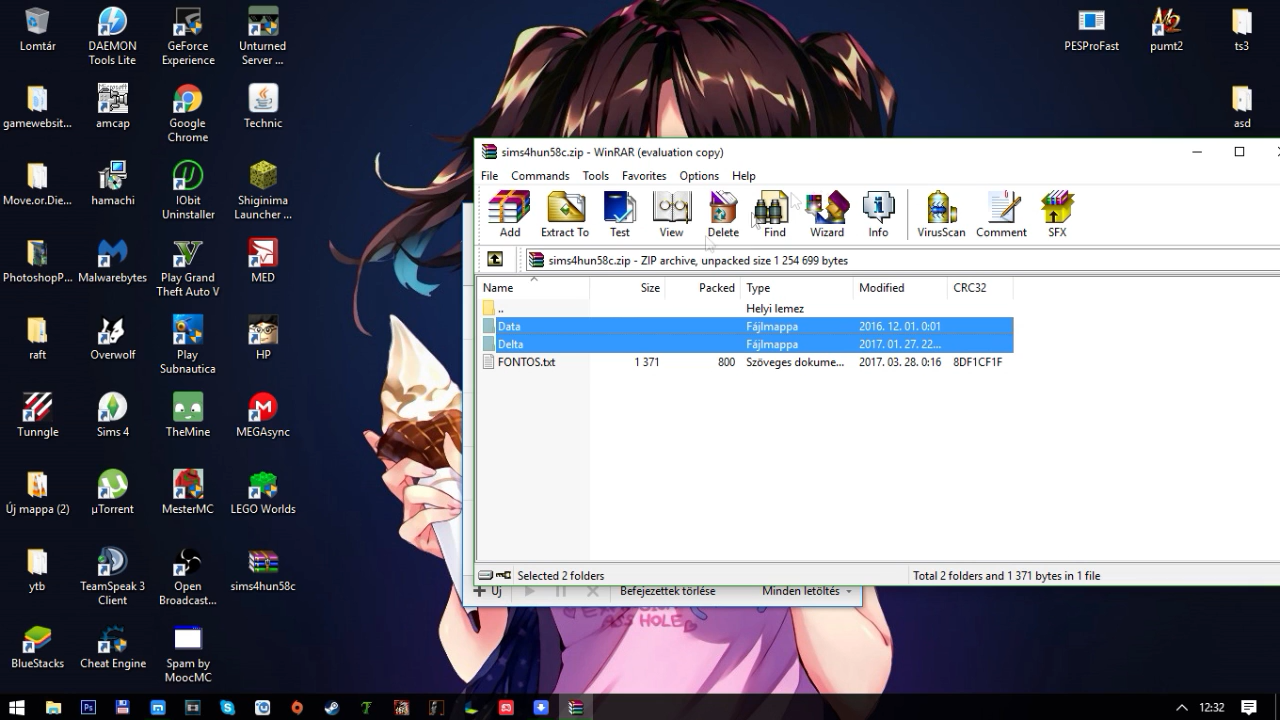 Lomtár
DAEMON Tools Lite
GeForce Experience
Unturned Server ...
PESProFast
pumt2
ts3
gamewebsit...
amcap
Google Chrome
Technic
asd
Move.or.Die...
hamachi
IObit Uninstaller
Shiginima Launcher ...
PhotoshopP...
Malwarebytes
Play Grand Theft Auto V
MED
raft
Overwolf
Play Subnautica
HP
Tunngle
Sims 4
TheMine
MEGAsync
Új mappa (2)
µTorrent
MesterMC
LEGO Worlds
ytb
TeamSpeak 3 Client
Open Broadcast...
sims4hun58c
BlueStacks
Cheat Engine
Spam by MoocMC
sims4hun58c.zip - WinRAR (evaluation copy)
File Commands Tools Favorites Options Help
Add Extract To Test View Delete Find Wizard Info VirusScan Comment SFX
sims4hun58c.zip - ZIP archive, unpacked size 1 254 699 bytes
Name Size Packed Type Modified CRC32
.. Helyi lemez
Data Fájlmappa 2016. 12. 01. 0:01
Delta Fájlmappa 2017. 01. 27. 22...
FONTOS.txt 1 371 800 Szöveges dokume... 2017. 03. 28. 0:16 8DF1CF1F
Selected 2 folders Total 2 folders and 1 371 bytes in 1 file
Új Befejezettek törlése Minden letöltés
ASS HOLE
12:32